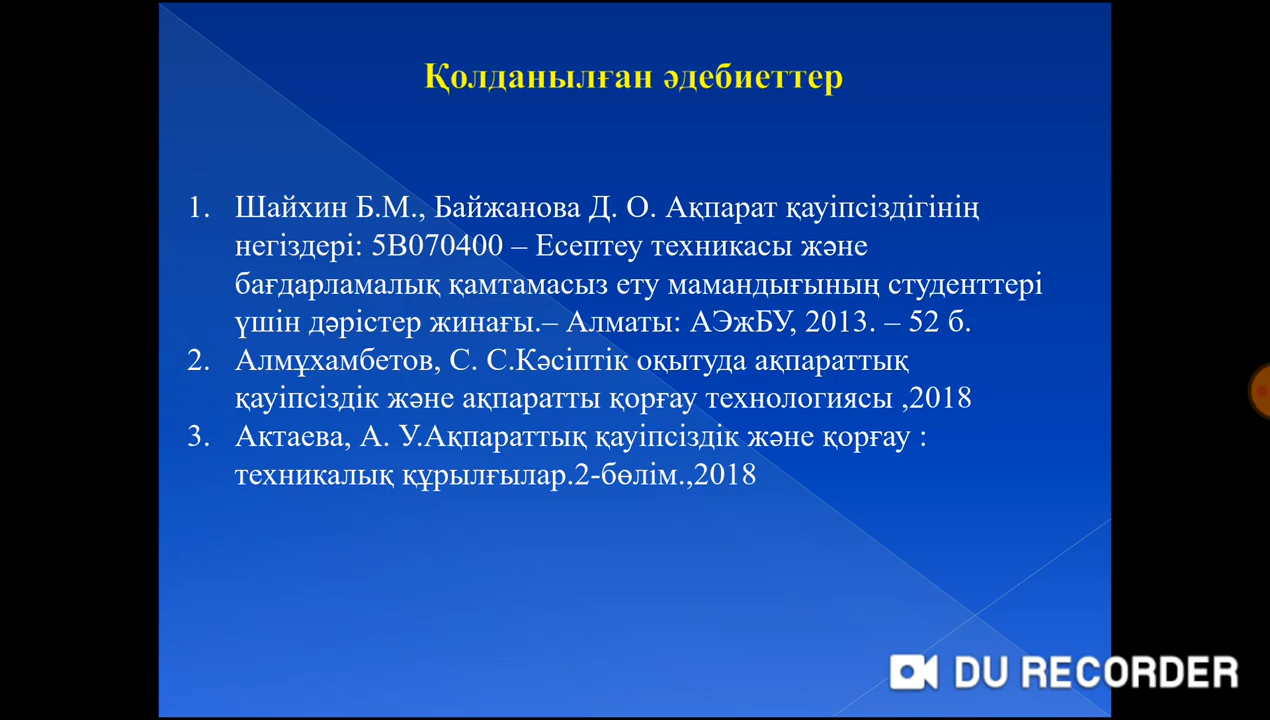 Қолданылған әдебиеттер
1. Шайхин Б.М., Байжанова Д. О. Ақпарат қауіпсіздігінің
негіздері: 5В070400 – Есептеу техникасы және
бағдарламалық қамтамасыз ету мамандығының студенттері
үшін дәрістер жинағы.– Алматы: АЭжБУ, 2013. – 52 б.
2. Алмұхамбетов, С. С.Кәсіптік оқытуда ақпараттық
қауіпсіздік және ақпаратты қорғау технологиясы ,2018
3. Актаева, А. У.Ақпараттық қауіпсіздік және қорғау :
техникалық құрылғылар.2-бөлім.,2018
DU RECORDER